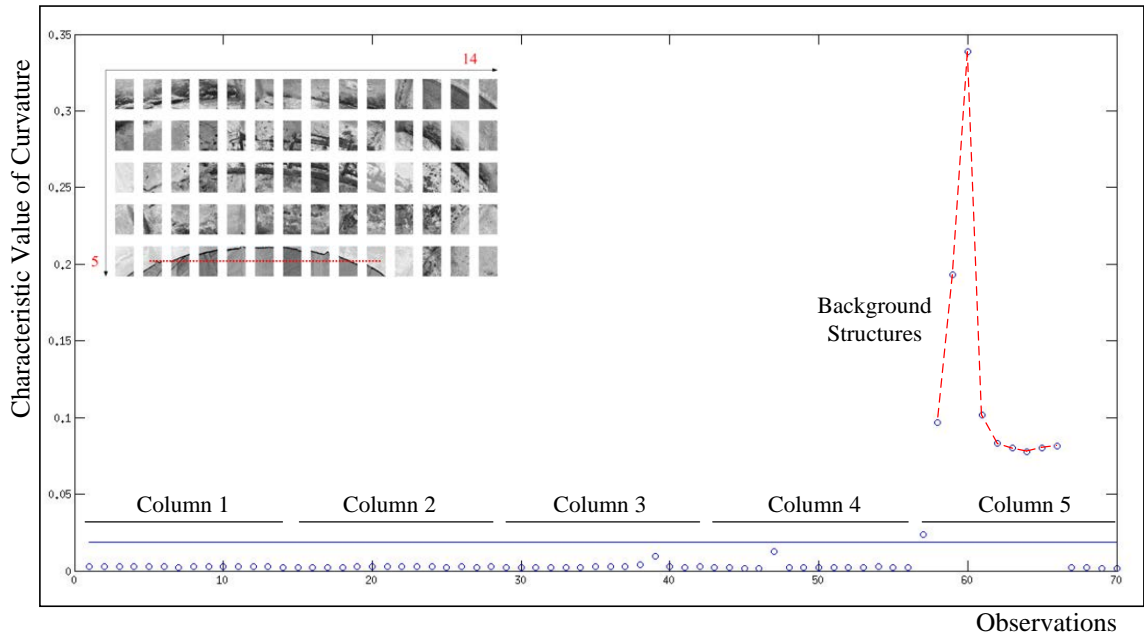 Characteristic Value of Curvature
0.35
0.3
0.25
0.2
0.15
0.1
0.05
0
14
5
Background
Structures
Column 1
Column 2
Column 3
Column 4
Column 5
0
10
20
30
40
50
60
70
Observations